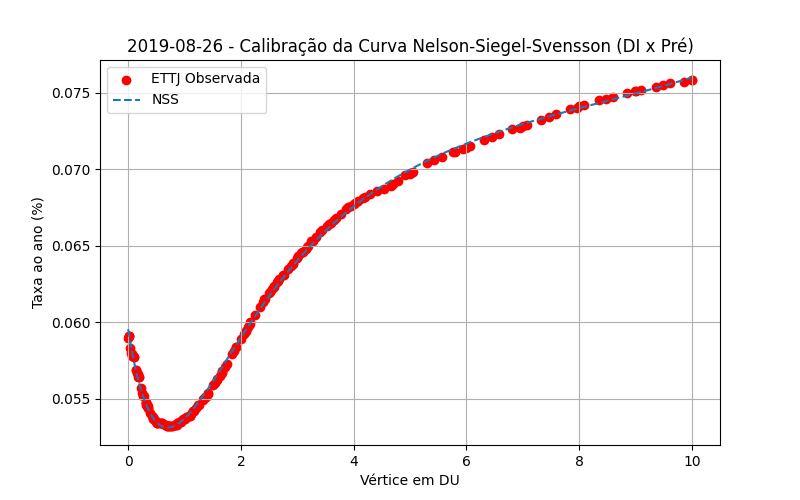 2019-08-26 - Calibração da Curva Nelson-Siegel-Svensson (DI x Pré)
ETTJ Observada
NSS
Taxa ao ano (%)
0.075
0.070
0.065
0.060
0.055
0 2 4 6 8 10
Vértice em DU